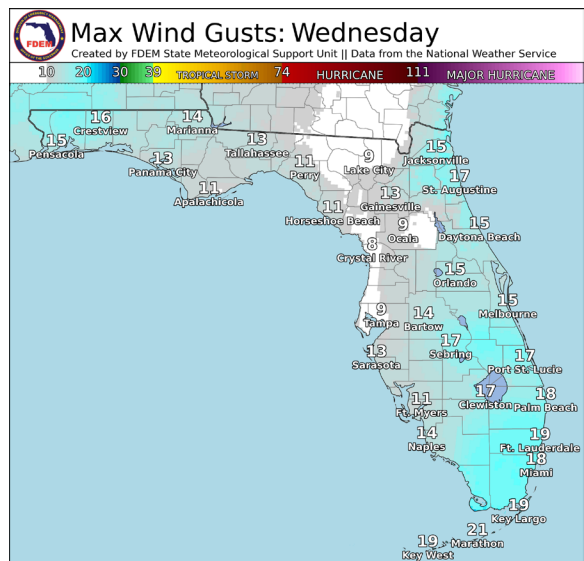 FDEM
Max Wind Gusts: Wednesday
Created by FDEM State Meteorological Support Unit || Data from the National Weather Service
10 20 30 39 TROPICAL STORM 74 HURRICANE 111 MAJOR HURRICANE
16
Crestview
14
Marianna
15
Pensacola
13
Panama City
13
Tallahassee
11
Apalachicola
11
Perry
9
Lake City
15
Jacksonville
17
St. Augustine
13
Gainesville
11
Horseshoe Beach
9
Ocala
15
Daytona Beach
8
Crystal River
15
Orlando
15
Melbourne
9
Tampa
14
Bartow
17
Sebring
13
Sarasota
17
Port St. Lucie
17
Clewiston
18
Palm Beach
11
Ft. Myers
14
Naples
19
Ft. Lauderdale
18
Miami
19
Key Largo
21
Marathon
19
Key West